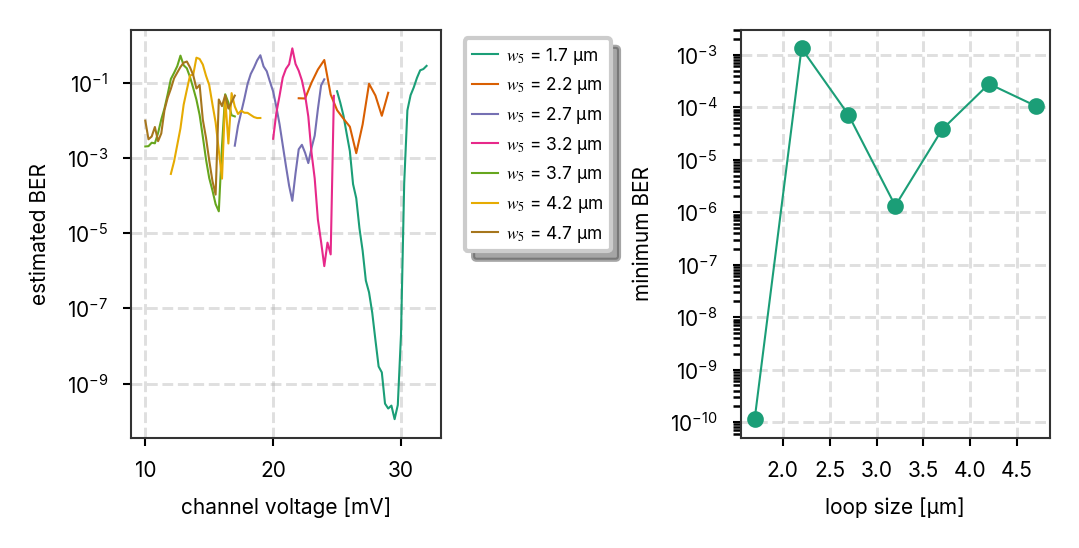 estimated BER
10⁻¹
10⁻³
10⁻⁵
10⁻⁷
10⁻⁹
10 20 30
channel voltage [mV]
w₅ = 1.7 μm
w₅ = 2.2 μm
w₅ = 2.7 μm
w₅ = 3.2 μm
w₅ = 3.7 μm
w₅ = 4.2 μm
w₅ = 4.7 μm
minimum BER
10⁻³
10⁻⁴
10⁻⁵
10⁻⁶
10⁻⁷
10⁻⁸
10⁻⁹
10⁻¹⁰
2.0 2.5 3.0 3.5 4.0 4.5
loop size [μm]